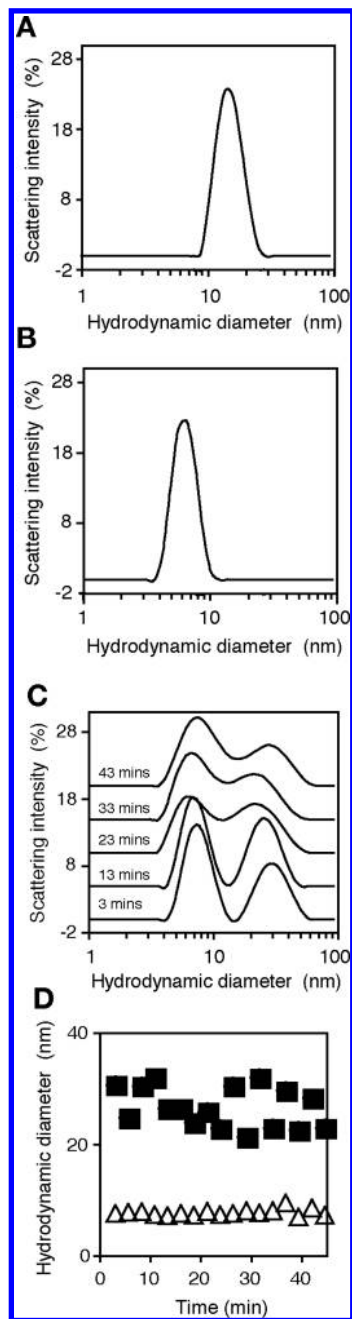 A
Scattering intensity (%)
28
18
8
-2
1 10 100
Hydrodynamic diameter (nm)
B
Scattering intensity (%)
28
18
8
-2
1 10 100
Hydrodynamic diameter (nm)
C
Scattering intensity (%)
28
18
8
-2
43 mins
33 mins
23 mins
13 mins
3 mins
1 10 100
Hydrodynamic diameter (nm)
D
Hydrodynamic diameter (nm)
40
20
0
0 10 20 30 40
Time (min)